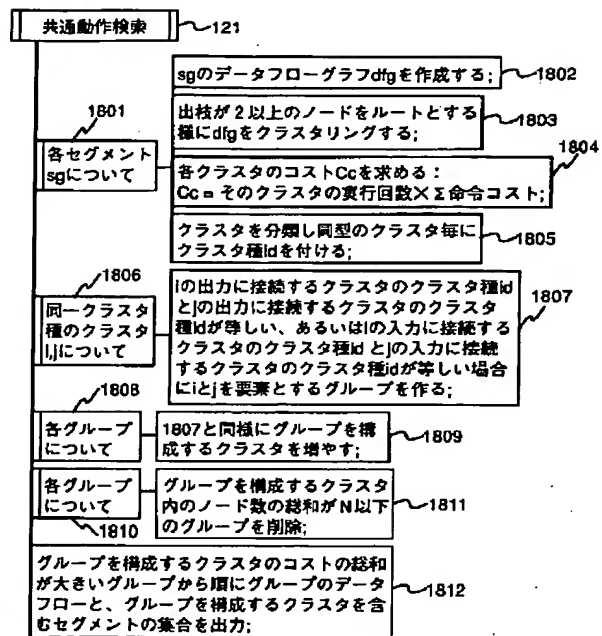 共通動作検索
121
sgのデータフローグラフdfgを作成する;
1802
1801
出枝が2以上のノードをルートとする
様にdfgをクラスタリングする;
1803
各セグメント
sgについて
1804
各クラスタのコストCcを求める：
Cc = そのクラスタの実行回数×Σ命令コスト;
クラスタを分類し同型のクラスタ毎に
クラスタ種idを付ける;
1805
1806
同一クラスタ
種のクラスタ
i,jについて
iの出力に接続するクラスタのクラスタ種id
とjの出力に接続するクラスタのクラスタ
種idが等しい、あるいはiの入力に接続する
クラスタのクラスタ種id とjの入力に接続
するクラスタのクラスタ種idが等しい場合
にiとjを要素とするグループを作る;
1807
1808
各グループ
について
1807と同様にグループを構
成するクラスタを増やす;
1809
各グループ
について
1810
グループを構成するクラスタ
内のノード数の総和がN以下
のグループを削除;
1811
グループを構成するクラスタのコストの総和
が大きいグループから順にグループのデータ
フローと、グループを構成するクラスタを含
むセグメントの集合を出力;
1812